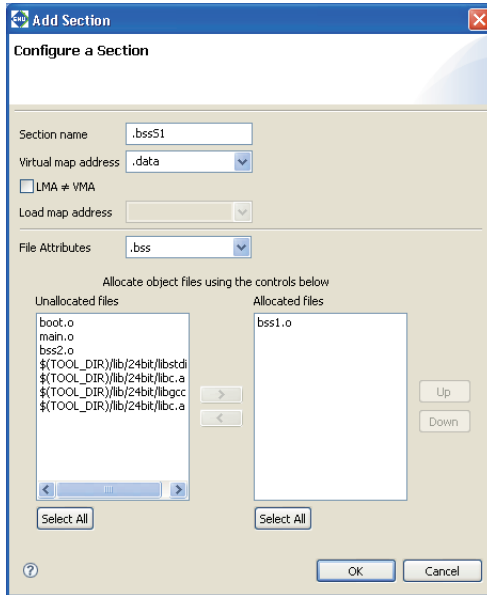 GNU Add Section
Configure a Section
Section name .bssS1
Virtual map address .data
LMA ≠ VMA
Load map address
File Attributes .bss
Allocate object files using the controls below
Unallocated files Allocated files
boot.o bss1.o
main.o
bss2.o
$(TOOL_DIR)/lib/24bit/libstdi
$(TOOL_DIR)/lib/24bit/libc.a
$(TOOL_DIR)/lib/24bit/libgcc
$(TOOL_DIR)/lib/24bit/libc.a
> Up
< Down
Select All Select All
? OK Cancel